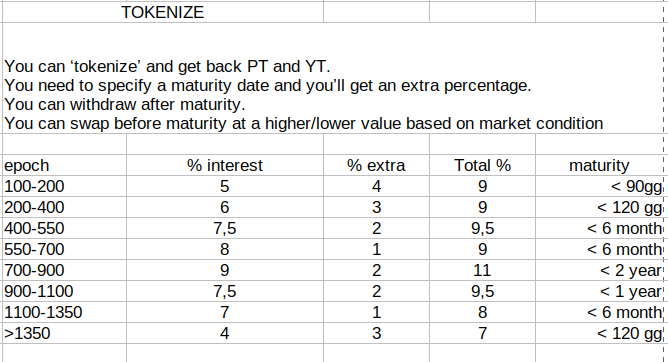 TOKENIZE
You can ‘tokenize’ and get back PT and YT.
You need to specify a maturity date and you’ll get an extra percentage.
You can withdraw after maturity.
You can swap before maturity at a higher/lower value based on market condition
epoch % interest % extra Total % maturity
100-200 5 4 9 < 90gg
200-400 6 3 9 < 120 gg
400-550 7,5 2 9,5 < 6 month
550-700 8 1 9 < 6 month
700-900 9 2 11 < 2 year
900-1100 7,5 2 9,5 < 1 year
1100-1350 7 1 8 < 6 month
>1350 4 3 7 < 120 gg